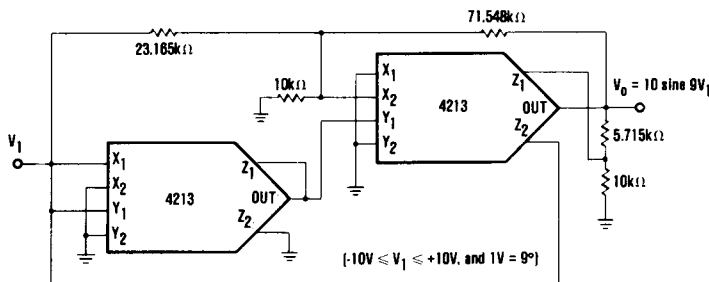 71.548kΩ
23.165kΩ
X₁
Z₁
10kΩ
X₂
4213
OUT
V₀ = 10 sine 9V₁
Y₁
Z₂
Y₂
5.715kΩ
V₁
X₁
Z₁
X₂
4213
OUT
10kΩ
Y₁
Z₂
Y₂
(-10V ≤ V₁ ≤ +10V, and 1V = 9°)